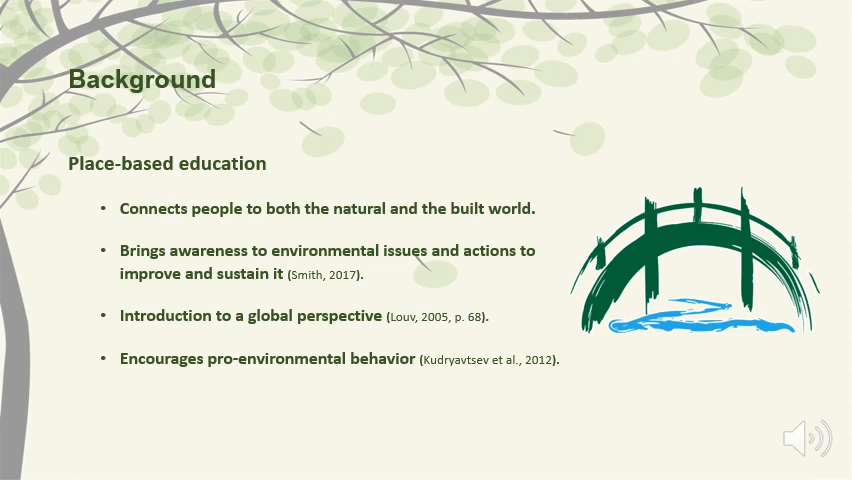 Background
Place-based education
• Connects people to both the natural and the built world.
• Brings awareness to environmental issues and actions to
improve and sustain it (Smith, 2017).
• Introduction to a global perspective (Louv, 2005, p. 68).
• Encourages pro-environmental behavior (Kudryavtsev et al., 2012).